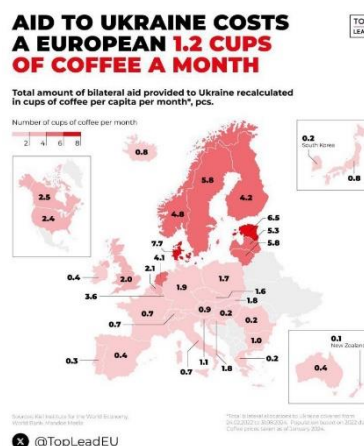 AID TO UKRAINE COSTS
A EUROPEAN 1.2 CUPS
OF COFFEE A MONTH
TO
LEA
Total amount of bilateral aid provided to Ukraine recalculated
in cups of coffee per capita per month*, pcs.
Number of cups of coffee per month
2 4 6 8
0.8
0.2
South Korea
0.8
2.5
2.4
5.8
4.8
4.2
6.5
5.3
5.8
7.7
4.1
2.1
0.4
2.0
3.6
1.9
1.7
1.6
1.8
0.7
0.9
0.2
0.7
0.2
1.0
0.3
0.4
0.7
1.1
1.8
0.2
0.1
New Zealand
0.4
@TopLeadEU